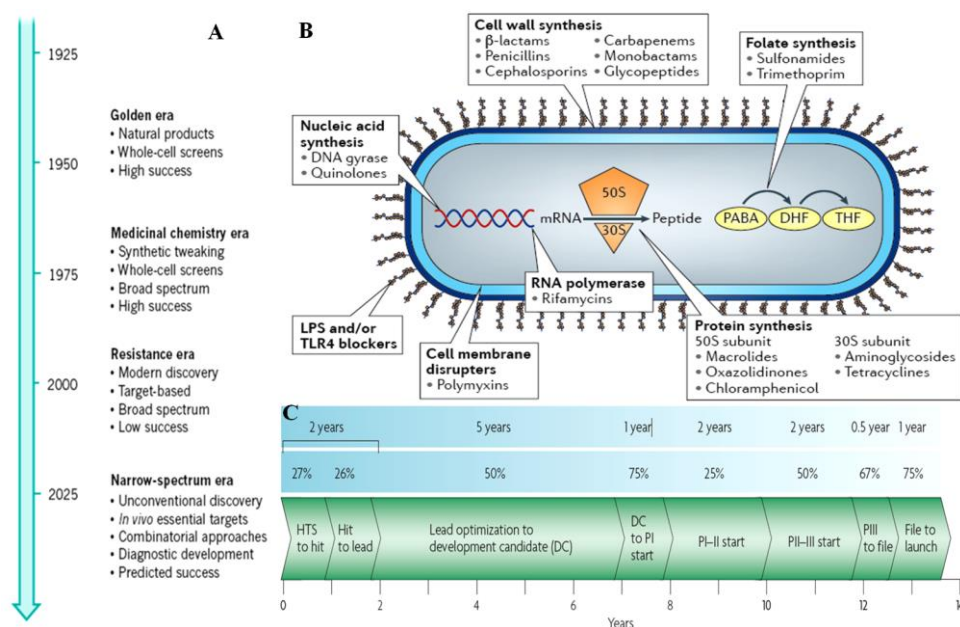 A
1925
1950
1975
2000
2025
Golden era
• Natural products
• Whole-cell screens
• High success
Medicinal chemistry era
• Synthetic tweaking
• Whole-cell screens
• Broad spectrum
• High success
Resistance era
• Modern discovery
• Target-based
• Broad spectrum
• Low success
Narrow-spectrum era
• Unconventional discovery
• In vivo essential targets
• Combinatorial approaches
• Diagnostic development
• Predicted success
B
Cell wall synthesis
• β-lactams
• Penicillins
• Cephalosporins
• Carbapenems
• Monobactams
• Glycopeptides
Folate synthesis
• Sulfonamides
• Trimethoprim
Nucleic acid
synthesis
• DNA gyrase
• Quinolones
mRNA
50S
30S
Peptide
PABA
DHF
THF
RNA polymerase
• Rifamycins
LPS and/or
TLR4 blockers
Cell membrane
disrupters
• Polymyxins
Protein synthesis
50S subunit
• Macrolides
• Oxazolidinones
• Chloramphenicol
30S subunit
• Aminoglycosides
• Tetracyclines
C
2 years 5 years 1 year 2 years 2 years 0.5 year 1 year
27% 26% 50% 75% 25% 50% 67% 75%
HTS
to hit
Hit
to lead
Lead optimization to
development candidate (DC)
DC
to PI
start
PI–II start
PII–III start
PIII
to file
File to
launch
0 2 4 6 8 10 12 14
Years